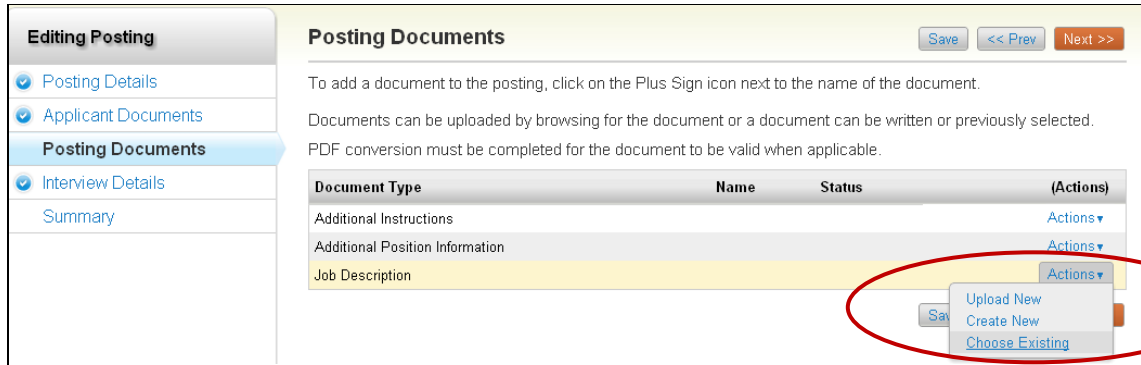 Editing Posting
Posting Details
Applicant Documents
Posting Documents
Interview Details
Summary
Posting Documents
Save << Prev Next >>
To add a document to the posting, click on the Plus Sign icon next to the name of the document.
Documents can be uploaded by browsing for the document or a document can be written or previously selected.
PDF conversion must be completed for the document to be valid when applicable.
Document Type Name Status (Actions)
Additional Instructions Actions
Additional Position Information Actions
Job Description Actions
Upload New
Create New
Choose Existing